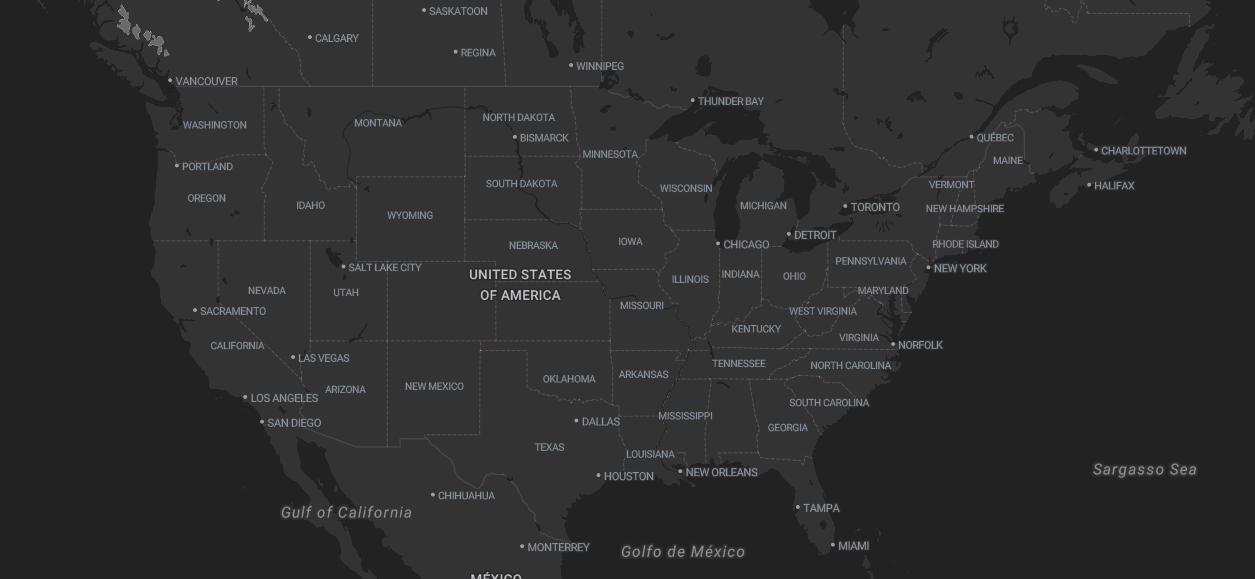 SASKATOON
CALGARY
REGINA
WINNIPEG
VANCOUVER
THUNDER BAY
WASHINGTON
MONTANA
NORTH DAKOTA
BISMARCK
QUÉBEC
MINNESOTA
MAINE
CHARLOTTETOWN
PORTLAND
SOUTH DAKOTA
WISCONSIN
VERMONT
HALIFAX
OREGON
IDAHO
WYOMING
MICHIGAN
TORONTO
NEW HAMPSHIRE
DETROIT
NEBRASKA
IOWA
CHICAGO
RHODE ISLAND
PENNSYLVANIA
SALT LAKE CITY
NEW YORK
UNITED STATES
OF AMERICA
ILLINOIS
INDIANA
OHIO
NEVADA
UTAH
MARYLAND
MISSOURI
SACRAMENTO
WEST VIRGINIA
KENTUCKY
VIRGINIA
NORFOLK
CALIFORNIA
LAS VEGAS
TENNESSEE
NORTH CAROLINA
ARKANSAS
OKLAHOMA
ARIZONA
NEW MEXICO
LOS ANGELES
SOUTH CAROLINA
MISSISSIPPI
SAN DIEGO
DALLAS
GEORGIA
TEXAS
LOUISIANA
Sargasso Sea
NEW ORLEANS
HOUSTON
CHIHUAHUA
TAMPA
Gulf of California
MONTERREY
Golfo de México
MIAMI
MÉXICO